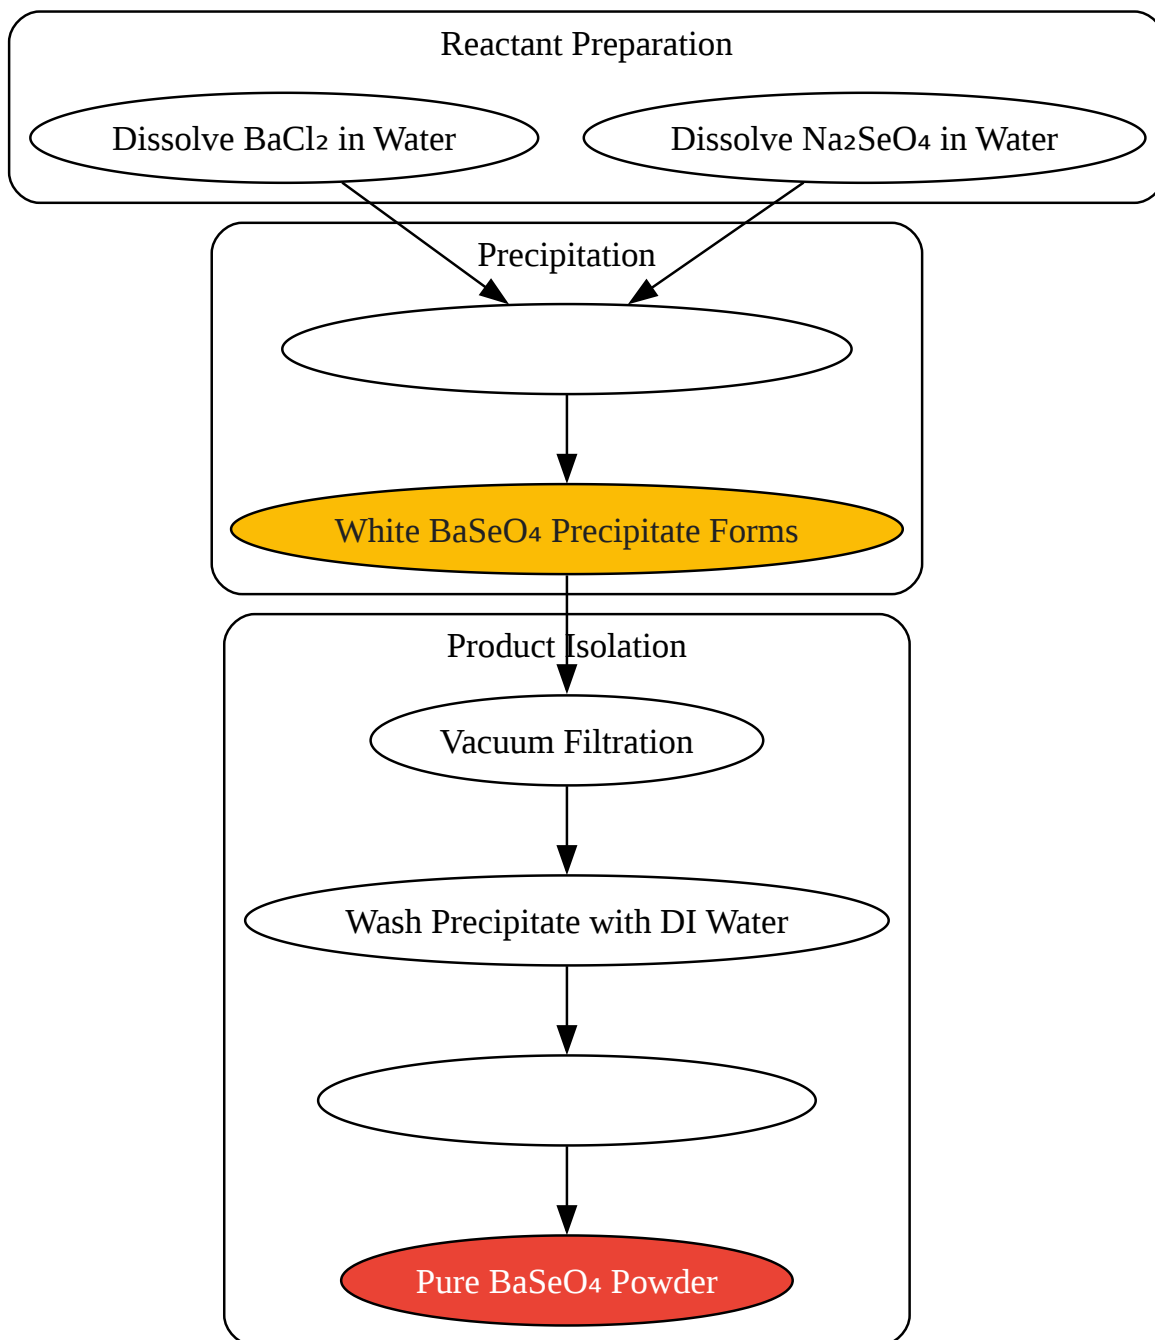 Reactant Preparation
Dissolve BaCl₂ in Water
Dissolve Na₂SeO₄ in Water
Precipitation
White BaSeO₄ Precipitate Forms
Product Isolation
Vacuum Filtration
Wash Precipitate with DI Water
Pure BaSeO₄ Powder